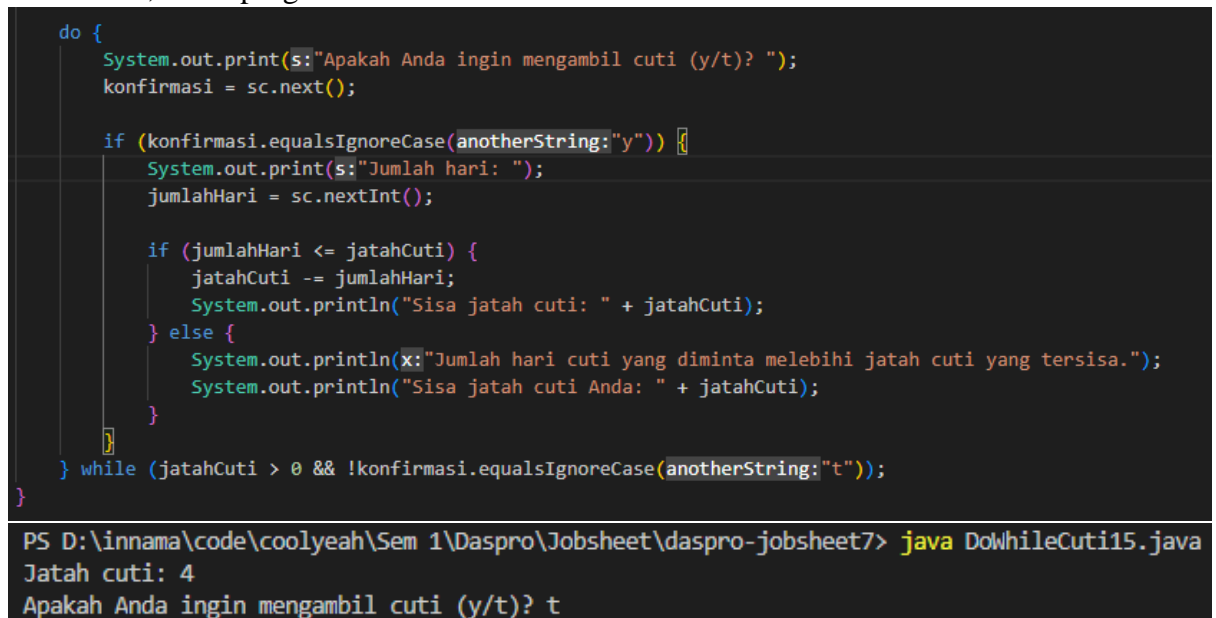 do {
System.out.print(s:"Apakah Anda ingin mengambil cuti (y/t)? ");
konfirmasi = sc.next();
if (konfirmasi.equalsIgnoreCase(anotherString:"y")) {
System.out.print(s:"Jumlah hari: ");
jumlahHari = sc.nextInt();
if (jumlahHari <= jatahCuti) {
jatahCuti -= jumlahHari;
System.out.println("Sisa jatah cuti: " + jatahCuti);
} else {
System.out.println(x:"Jumlah hari cuti yang diminta melebihi jatah cuti yang tersisa.");
System.out.println("Sisa jatah cuti Anda: " + jatahCuti);
}
}
} while (jatahCuti > 0 && !konfirmasi.equalsIgnoreCase(anotherString:"t"));
}
PS D:\innama\code\coolyeah\Sem 1\Daspro\Jobsheet\daspro-jobsheet7> java DoWhileCuti15.java
Jatah cuti: 4
Apakah Anda ingin mengambil cuti (y/t)? t